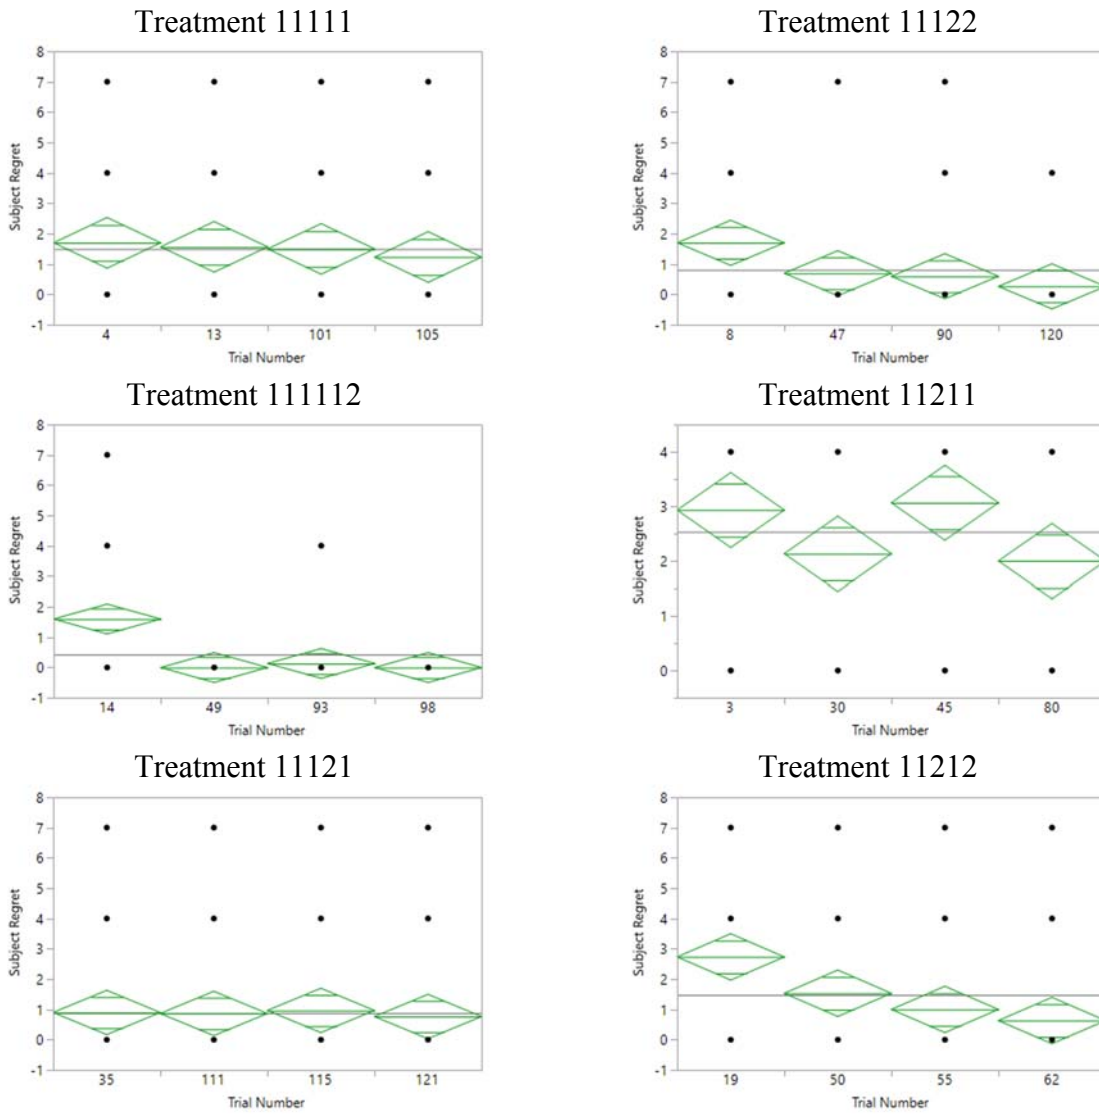 Treatment 11111
8
7
6
5
4
3
2
1
0
-1
Subject Regret
4 13 101 105
Trial Number
Treatment 11122
8
7
6
5
4
3
2
1
0
-1
Subject Regret
8 47 90 120
Trial Number
Treatment 111112
8
7
6
5
4
3
2
1
0
-1
Subject Regret
14 49 93 98
Trial Number
Treatment 11211
4
3
2
1
0
Subject Regret
3 30 45 80
Trial Number
Treatment 11121
8
7
6
5
4
3
2
1
0
-1
Subject Regret
35 111 115 121
Trial Number
Treatment 11212
8
7
6
5
4
3
2
1
0
-1
Subject Regret
19 50 55 62
Trial Number